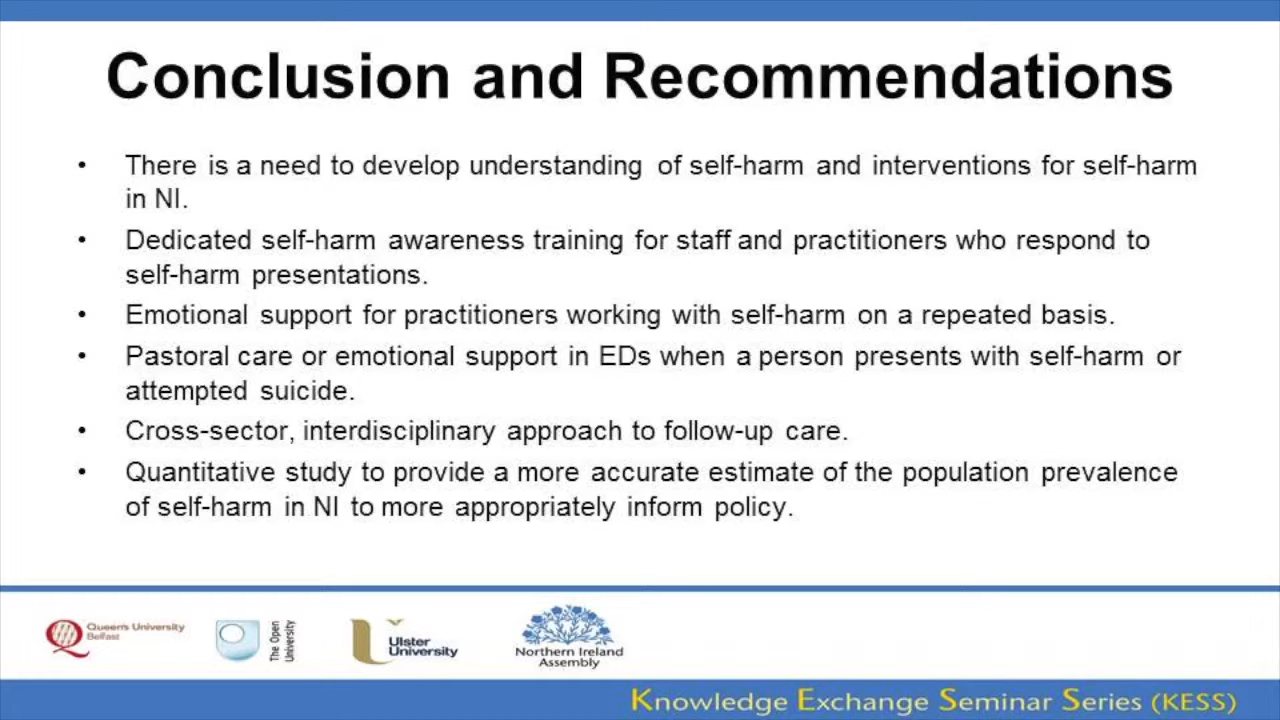 Conclusion and Recommendations
• There is a need to develop understanding of self-harm and interventions for self-harm
in NI.
• Dedicated self-harm awareness training for staff and practitioners who respond to
self-harm presentations.
• Emotional support for practitioners working with self-harm on a repeated basis.
• Pastoral care or emotional support in EDs when a person presents with self-harm or
attempted suicide.
• Cross-sector, interdisciplinary approach to follow-up care.
• Quantitative study to provide a more accurate estimate of the population prevalence
of self-harm in NI to more appropriately inform policy.
Queen's University
Belfast
The Open
University
Ulster
University
Northern Ireland
Assembly
Knowledge Exchange Seminar Series (KESS)